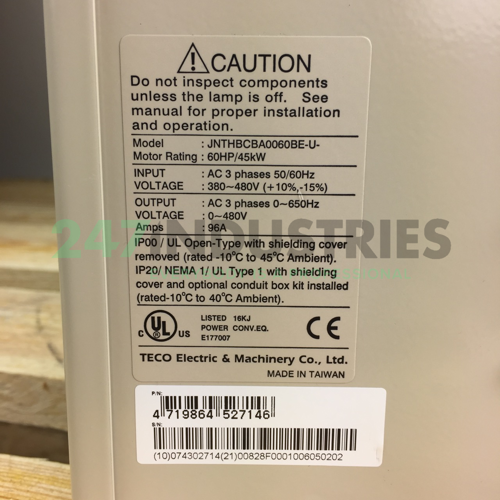 CAUTION
Do not inspect components
unless the lamp is off. See
manual for proper installation
and operation.
Model : JNTHBCBA0060BE-U-
Motor Rating : 60HP/45kW
INPUT : AC 3 phases 50/60Hz
VOLTAGE : 380~480V (+10%,-15%)
OUTPUT : AC 3 phases 0~650Hz
VOLTAGE : 0~480V
Amps : 96A
247INDUSTRIES
IP00 / UL Open-Type with shielding cover
removed (rated -10°C to 45°C Ambient).
IP20/ NEMA 1/ UL Type 1 with shielding
cover and optional conduit box kit installed
(rated-10°C to 40°C Ambient).
C UL US LISTED 16KJ CE
POWER CONV.EQ.
E177007
TECO Electric & Machinery Co., Ltd.
MADE IN TAIWAN
P/N:
4 719864 527146
S/N:
(10)074302714(21)00828F0001006050202